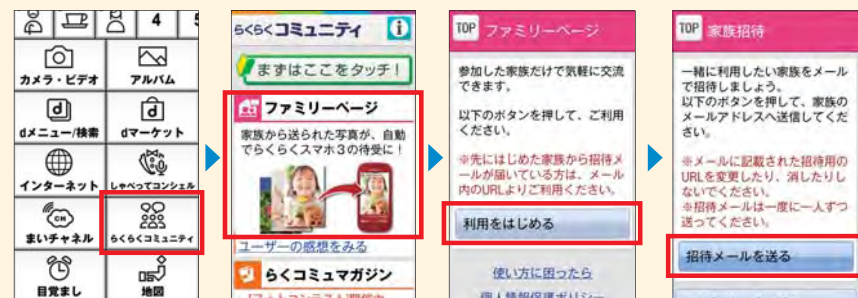 4
カメラ・ビデオ
アルバム
dメニュー/検索
dマーケット
インターネット
しゃべってコンシェル
まいチャネル
らくらくコミュニティ
目覚まし
地図
らくらくコミュニティ
まずはここをタッチ!
ファミリーページ
家族から送られた写真が、自動
でらくらくスマホ3の待受に!
ユーザーの感想をみる
らくコミュマガジン
TOP ファミリーページ
参加した家族だけで気軽に交流
できます。
以下のボタンを押して、ご利用
ください。
※先にはじめた家族から招待メ
ールが届いている方は、メール
内のURLよりご利用ください。
利用をはじめる
使い方に困ったら
個人情報保護ポリシー
TOP 家族招待
一緒に利用したい家族をメール
で招待しましょう。
以下のボタンを押して、家族の
メールアドレスへ送信してくだ
さい。
※メールに記載された招待用の
URLを変更したり、消したりし
ないでください。
※招待メールは一度に一人ずつ
送ってください。
招待メールを送る